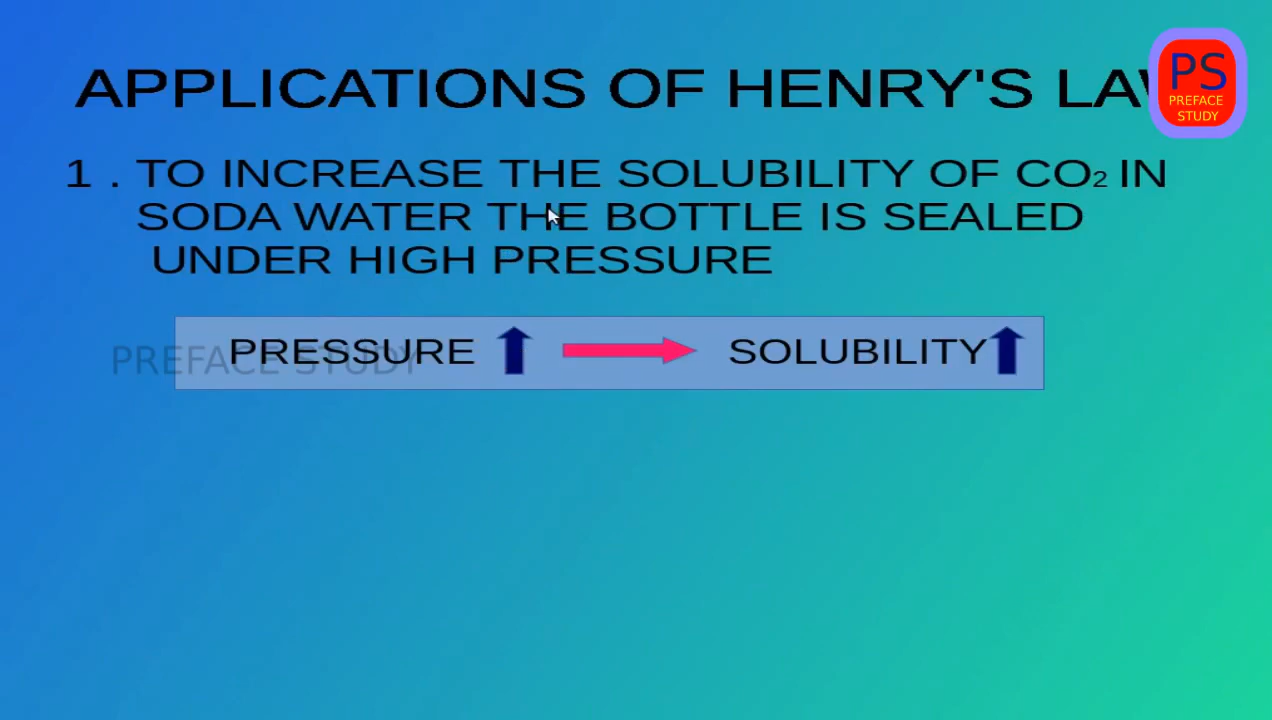 APPLICATIONS OF HENRY'S LA
PS
PREFACE
STUDY
1 . TO INCREASE THE SOLUBILITY OF CO₂ IN
SODA WATER THE BOTTLE IS SEALED
UNDER HIGH PRESSURE
PRESSURE SOLUBILITY
PREFACE STUDY